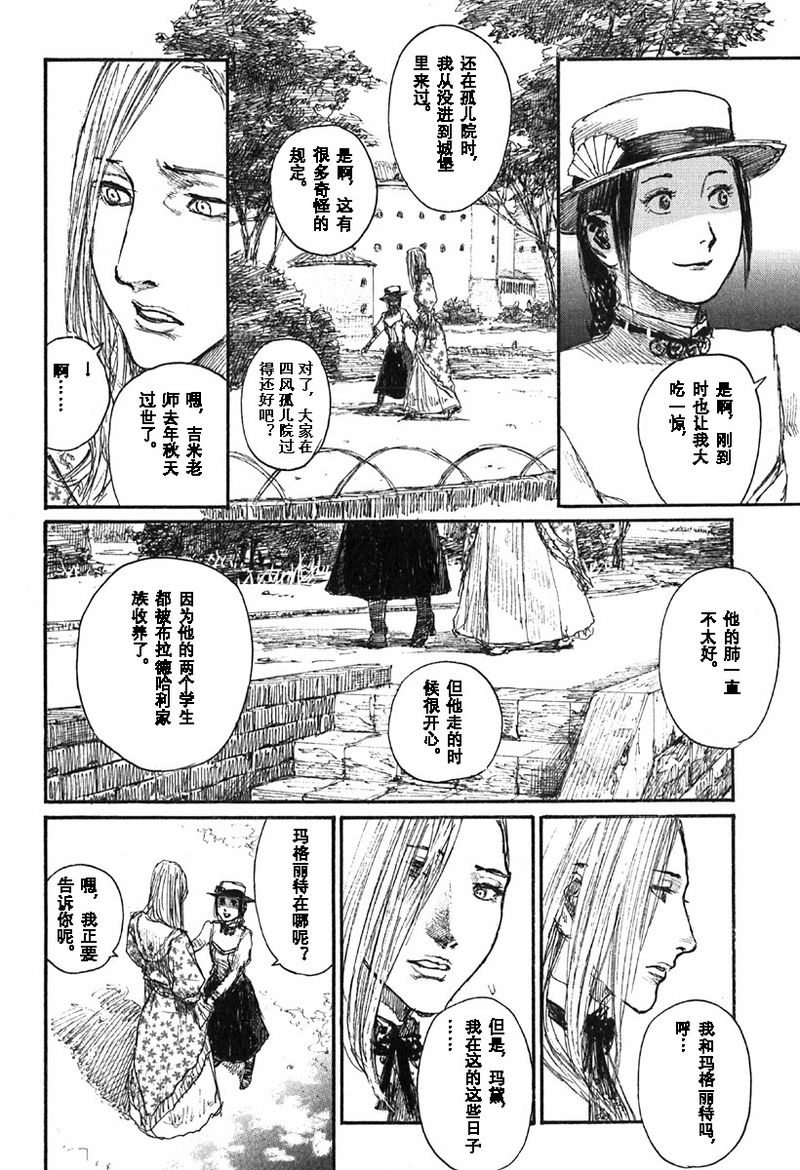 还在孤儿院时,
我从没进到城堡
里来过。
是啊,这有
很多奇怪的
规定。
是啊,刚到
时也让我大
吃一惊,
对了,大家在
四风孤儿院过
得还好吧?
嗯,吉米老
师去年秋天
过世了。
!
啊……
他的肺一直
不太好。
但他走的时
候很开心。
因为他的两个学生
都被布拉德哈利家
族收养了。
我和玛格丽特吗,
呼…
但是,玛黛,
我在这的这些日子
……
玛格丽特在哪呢?
嗯,我正要
告诉你呢。